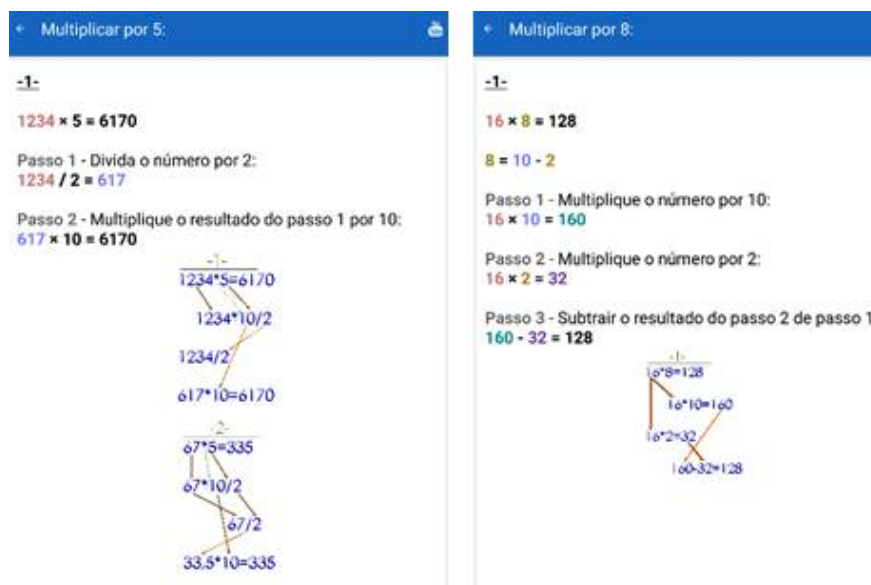 Multiplicar por 5:
-1-
1234 × 5 = 6170
Passo 1 - Divida o número por 2:
1234 / 2 = 617
Passo 2 - Multiplique o resultado do passo 1 por 10:
617 × 10 = 6170
-1-
1234*5=6170
1234*10/2
1234/2
617*10=6170
-2-
67*5=335
67*10/2
67/2
33,5*10=335
Multiplicar por 8:
-1-
16 × 8 = 128
8 = 10 - 2
Passo 1 - Multiplique o número por 10:
16 × 10 = 160
Passo 2 - Multiplique o número por 2:
16 × 2 = 32
Passo 3 - Subtrair o resultado do passo 2 de passo 1
160 - 32 = 128
-1-
16*8=128
16*10=160
16*2=32
160-32=128